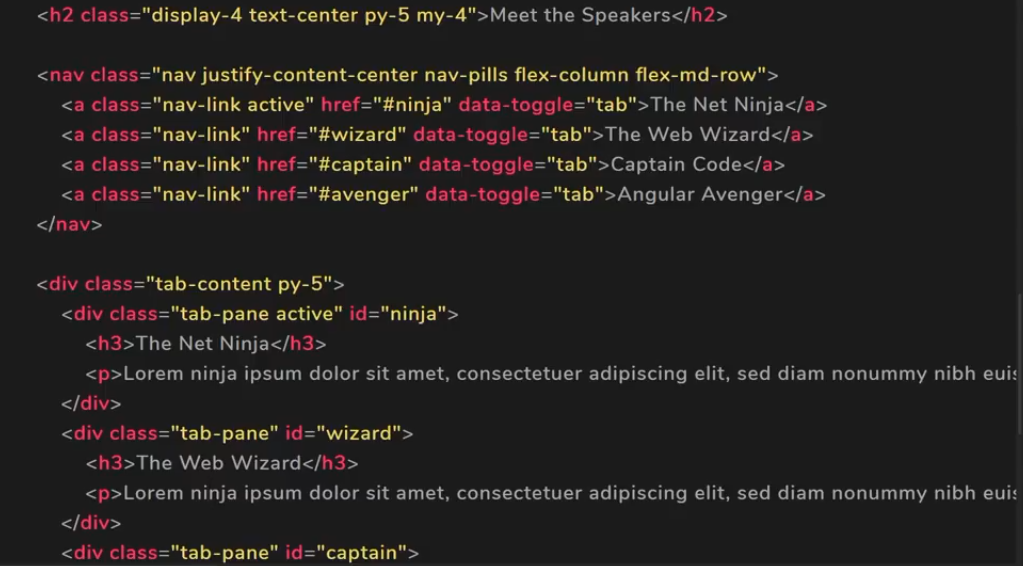 <h2 class="display-4 text-center py-5 my-4">Meet the Speakers</h2>
<nav class="nav justify-content-center nav-pills flex-column flex-md-row">
<a class="nav-link active" href="#ninja" data-toggle="tab">The Net Ninja</a>
<a class="nav-link" href="#wizard" data-toggle="tab">The Web Wizard</a>
<a class="nav-link" href="#captain" data-toggle="tab">Captain Code</a>
<a class="nav-link" href="#avenger" data-toggle="tab">Angular Avenger</a>
</nav>
<div class="tab-content py-5">
<div class="tab-pane active" id="ninja">
<h3>The Net Ninja</h3>
<p>Lorem ninja ipsum dolor sit amet, consectetuer adipiscing elit, sed diam nonummy nibh
</div>
<div class="tab-pane" id="wizard">
<h3>The Web Wizard</h3>
<p>Lorem ninja ipsum dolor sit amet, consectetuer adipiscing elit, sed diam nonummy nibh
</div>
<div class="tab-pane" id="captain">